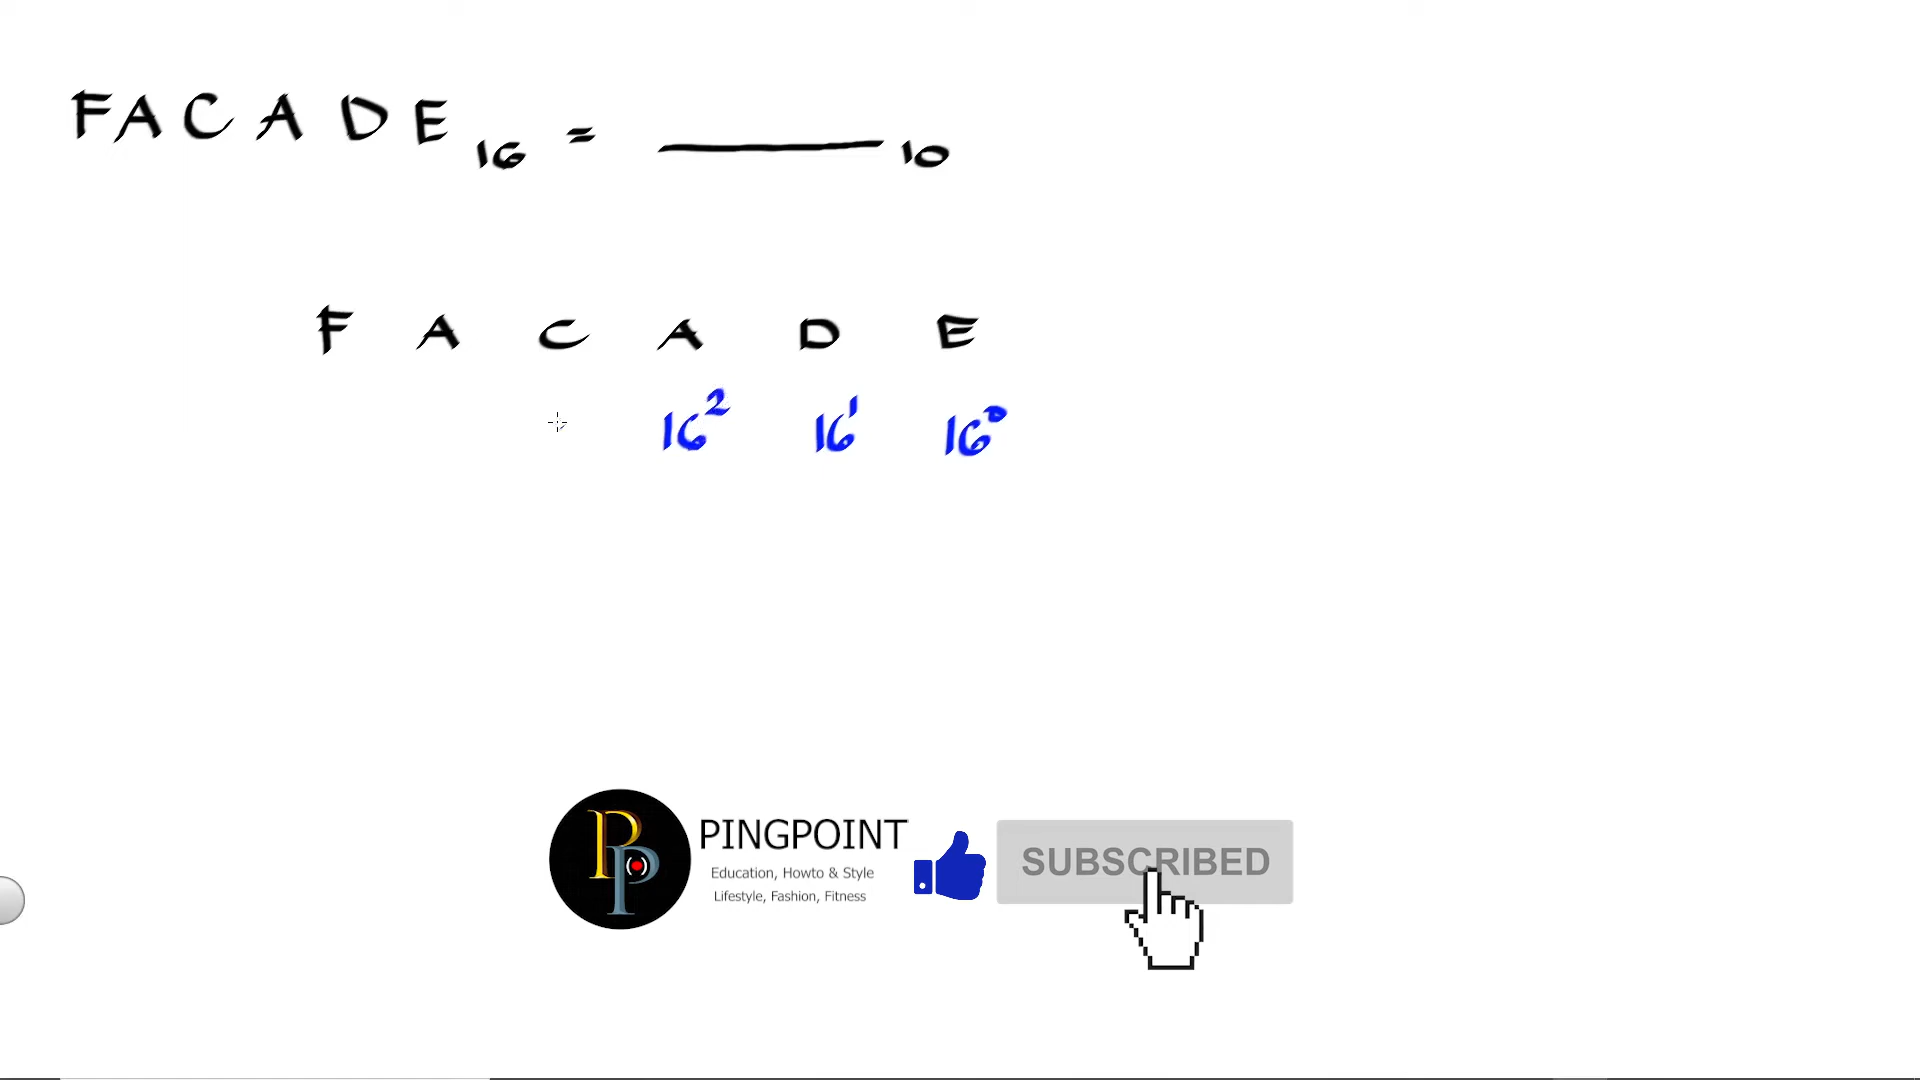 FACADE₁₆ = ______₁₀
F A C A D E
16² 16¹ 16⁰
PINGPOINT
Education, Howto & Style
Lifestyle, Fashion, Fitness
SUBSCRIBED